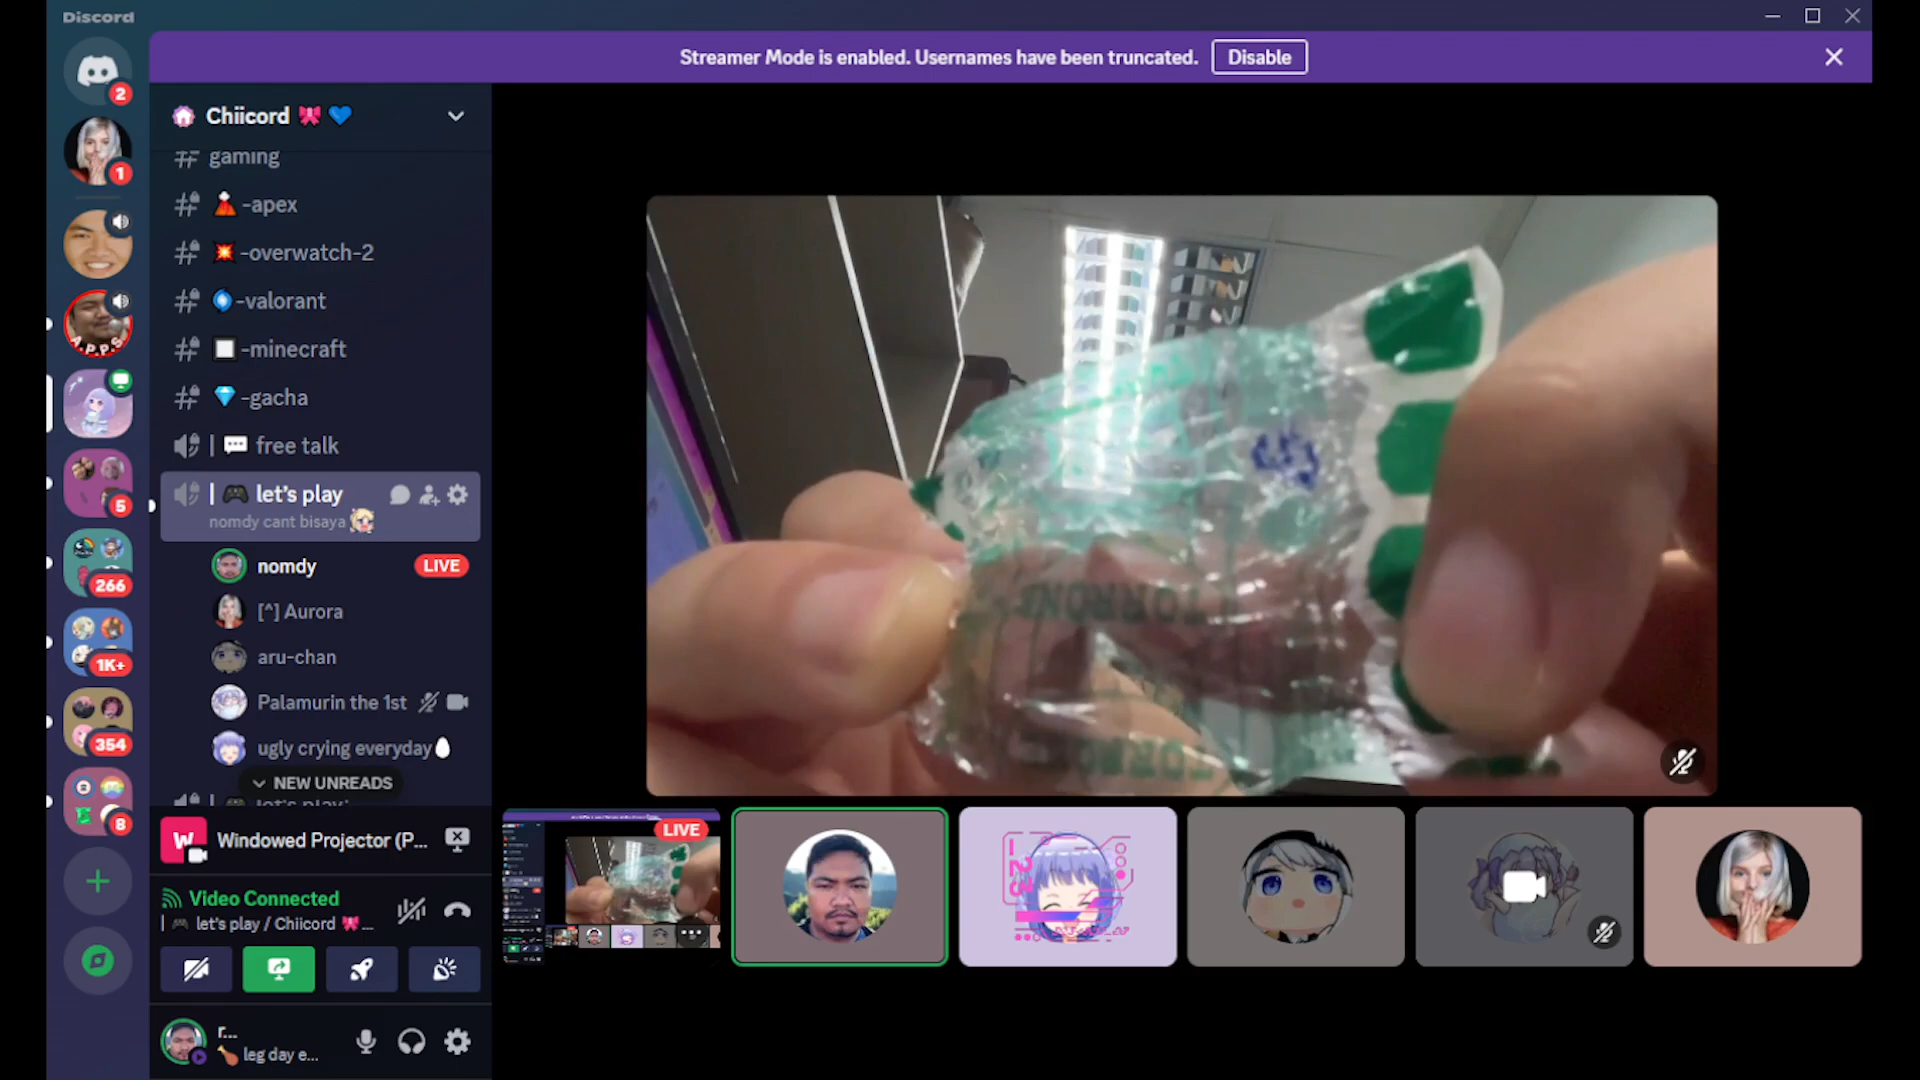 Discord
Streamer Mode is enabled. Usernames have been truncated.
Disable
2
1
5
266
1K+
354
8
A.P.P.S
Chiicord
gaming
-apex
-overwatch-2
-valorant
-minecraft
-gacha
free talk
let's play
nomdy cant bisaya
nomdy
LIVE
[^] Aurora
aru-chan
Palamurin the 1st
ugly crying everyday
NEW UNREADS
W
Windowed Projector (P...
Video Connected
let's play / Chiicord ...
r...
leg day e...
LIVE